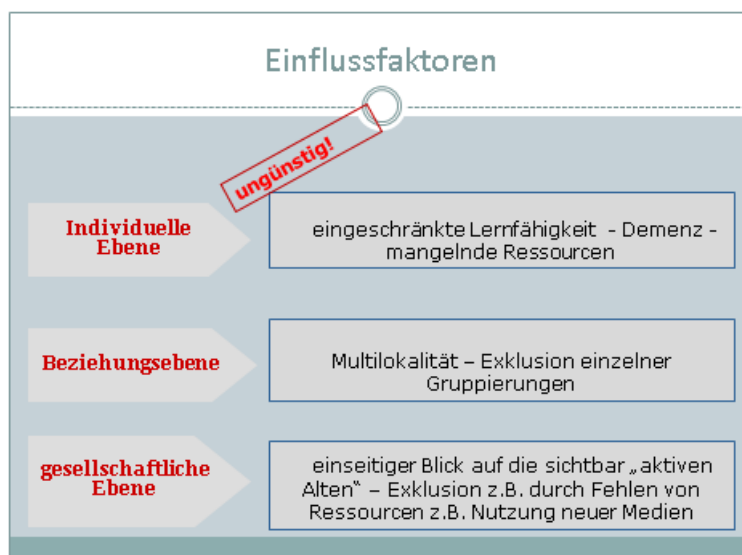 Einflussfaktoren
ungünstig!
Individuelle
Ebene
eingeschränkte Lernfähigkeit - Demenz -
mangelnde Ressourcen
Beziehungsebene
Multilokalität – Exklusion einzelner
Gruppierungen
gesellschaftliche
Ebene
einseitiger Blick auf die sichtbar „aktiven
Alten“ – Exklusion z.B. durch Fehlen von
Ressourcen z.B. Nutzung neuer Medien